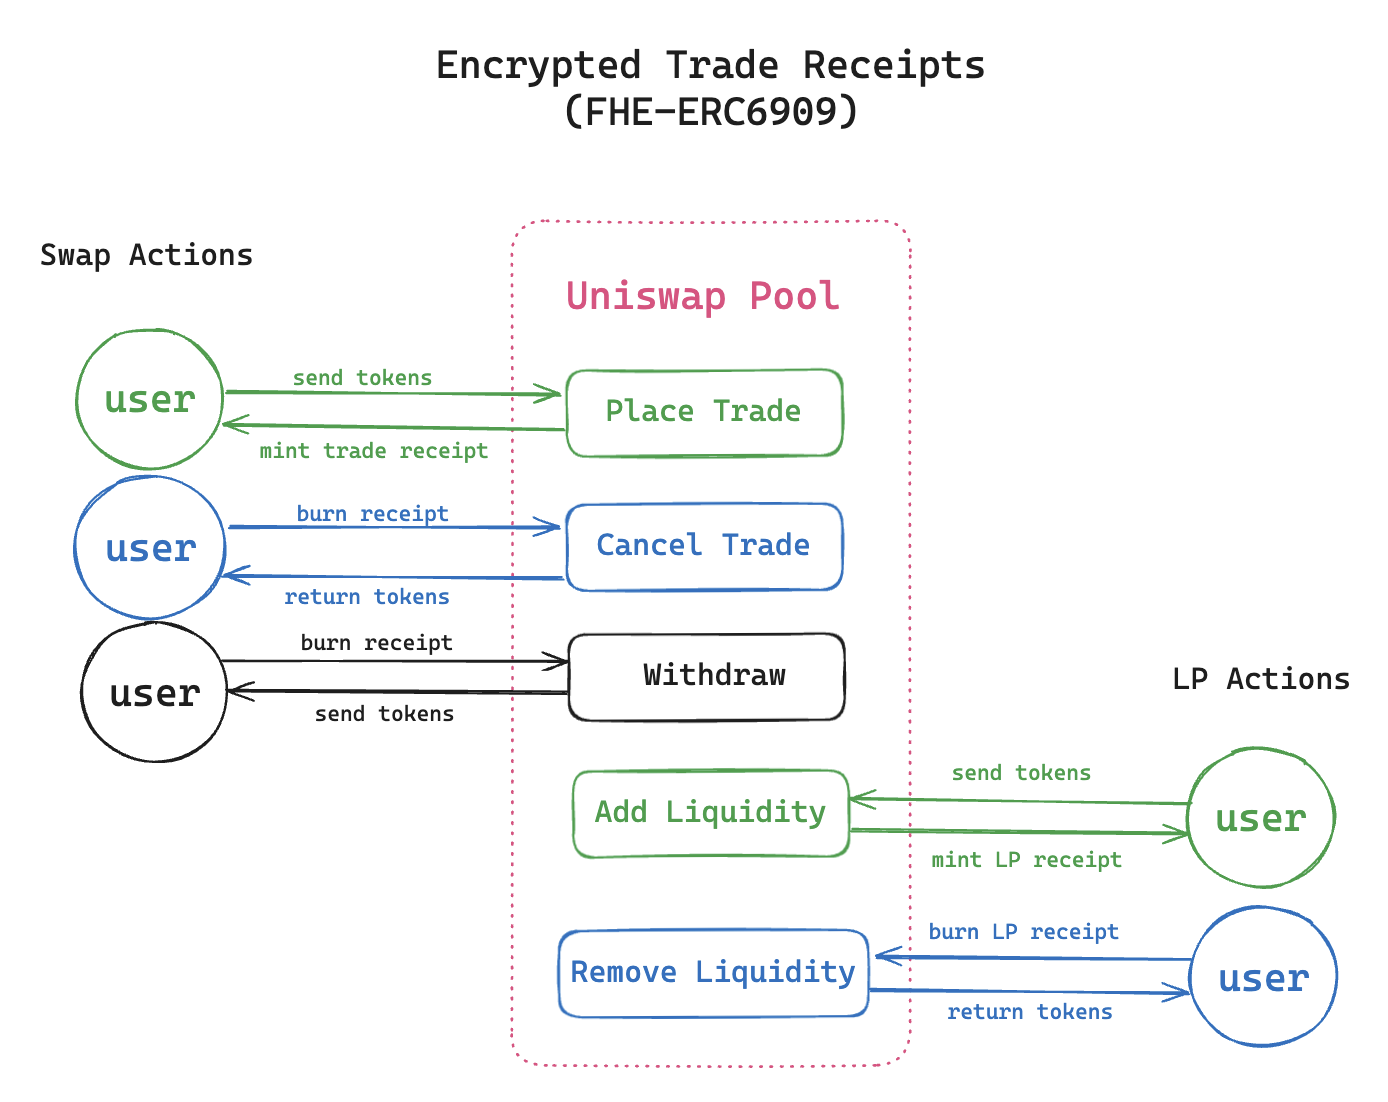 Encrypted Trade Receipts
(FHE-ERC6909)
Swap Actions
Uniswap Pool
user
send tokens
mint trade receipt
Place Trade
user
burn receipt
return tokens
Cancel Trade
user
burn receipt
send tokens
Withdraw
LP Actions
Add Liquidity
send tokens
mint LP receipt
user
Remove Liquidity
burn LP receipt
return tokens
user